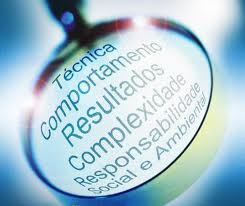 Técnica
Comportamento
Resultados
Complexidade
Responsabilidade
Social e Ambiental